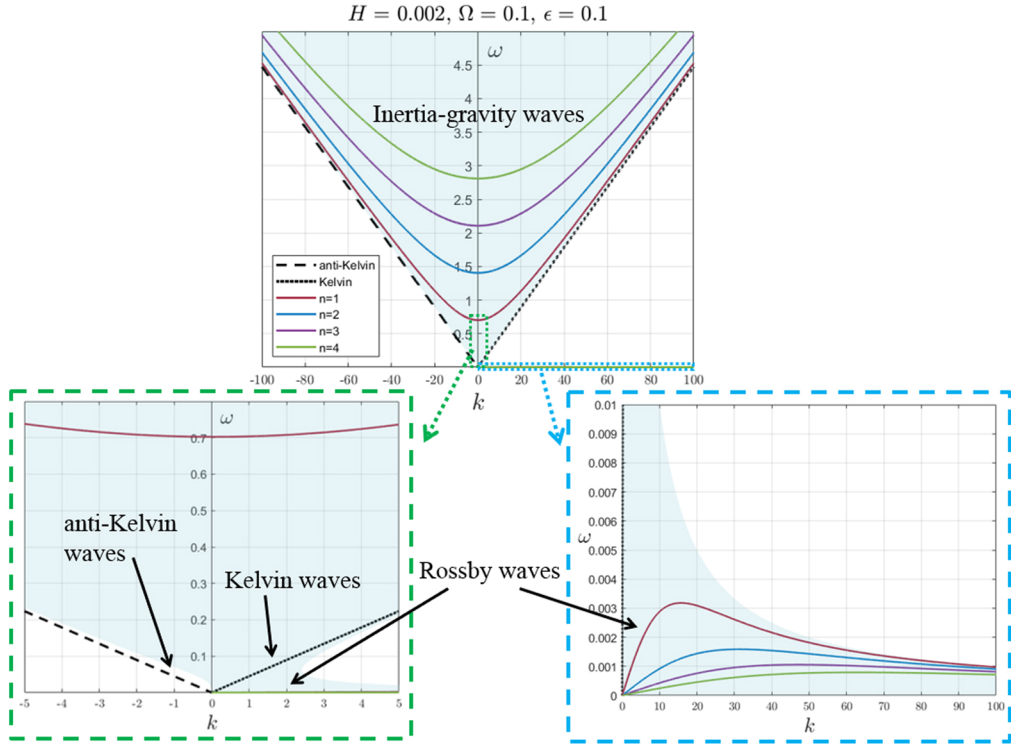 H = 0.002, Ω = 0.1, ϵ = 0.1
ω
4.5
4
3.5
3
2.5
2
1.5
1
0.5
Inertia-gravity waves
anti-Kelvin
Kelvin
n=1
n=2
n=3
n=4
-100 -80 -60 -40 -20 0 20 40 60 80 100
k
ω
0.7
0.6
0.5
0.4
0.3
0.2
0.1
0
anti-Kelvin
waves
Kelvin waves
-5 -4 -3 -2 -1 0 1 2 3 4 5
k
Rossby waves
0.01
0.009
0.008
0.007
0.006
0.005
0.004
0.003
0.002
0.001
0
ω
0 10 20 30 40 50 60 70 80 90 100
k